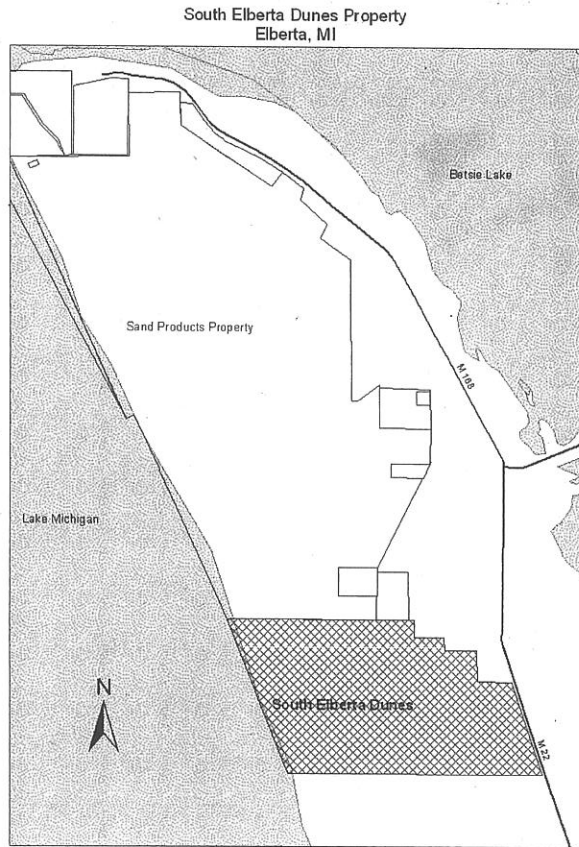 South Elberta Dunes Property
Elberta, MI
Betsie Lake
Sand Products Property
M 168
Lake Michigan
N
South Elberta Dunes
M 22